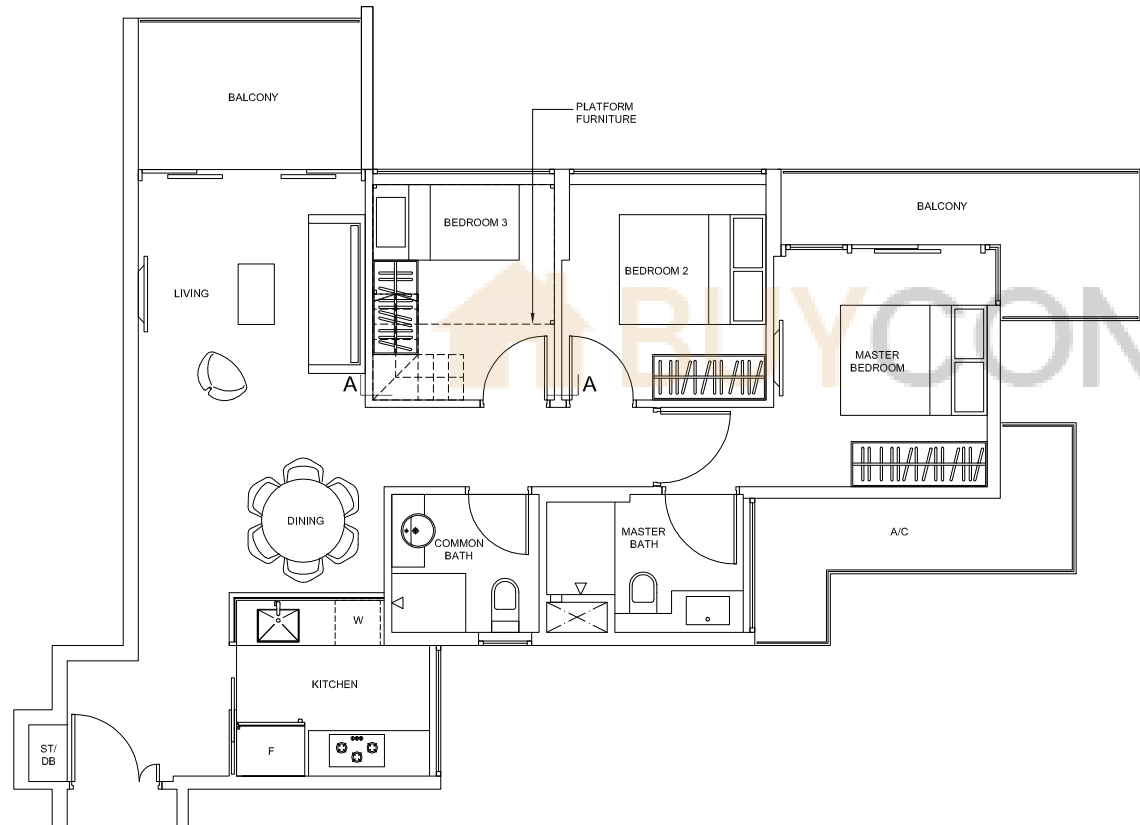 BALCONY
PLATFORM
FURNITURE
BEDROOM 3
BALCONY
BEDROOM 2
LIVING
BUYCON
MASTER
BEDROOM
A
A
DINING
COMMON
BATH
MASTER
BATH
A/C
W
KITCHEN
F
ST/
DB